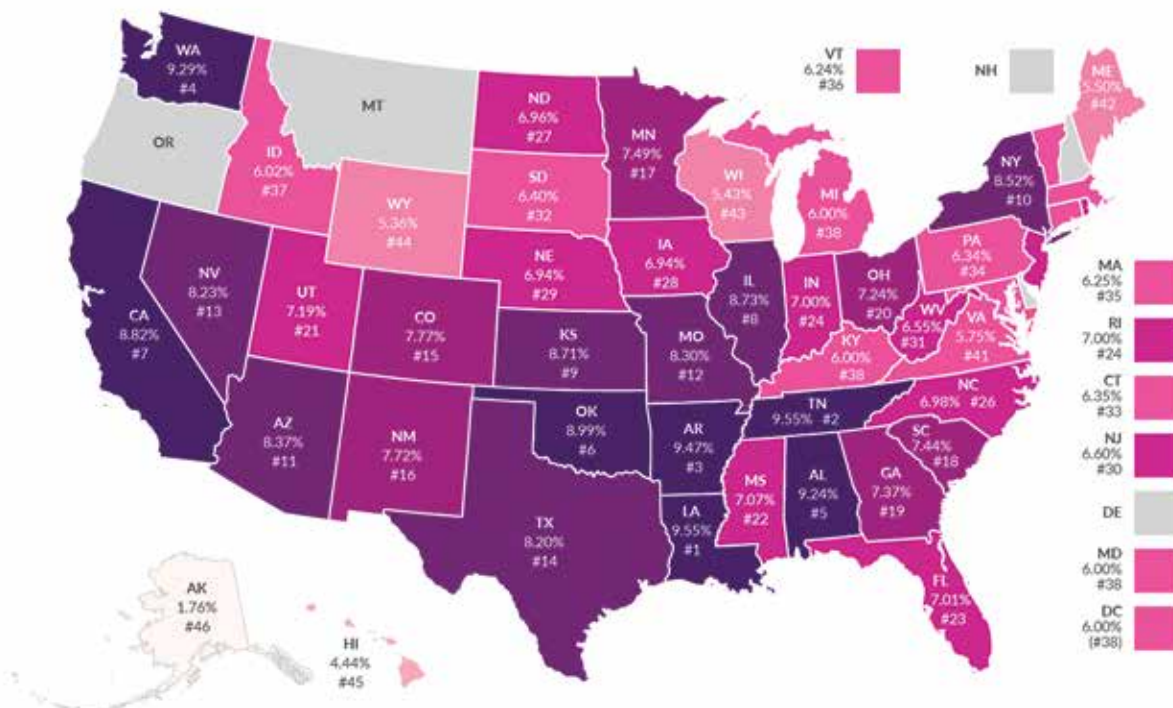 WA
9.29%
#4
MT
ND
6.96%
#27
MN
7.49%
#17
VT
6.24%
#36
NH
ME
5.50%
#42
OR
ID
6.02%
#37
WY
5.36%
#44
SD
6.40%
#32
WI
5.43%
#43
MI
6.00%
#38
NY
8.52%
#10
NV
8.23%
#13
UT
7.19%
#21
CO
7.77%
#15
NE
6.94%
#29
IA
6.94%
#28
IL
8.73%
#8
IN
7.00%
#24
OH
7.24%
#20
PA
6.34%
#34
WV
6.55%
#31
VA
5.75%
#41
CA
8.82%
#7
KS
8.71%
#9
MO
8.30%
#12
KY
6.00%
#38
MA
6.25%
#35
RI
7.00%
#24
CT
6.35%
#33
NJ
6.60%
#30
DE
MD
6.00%
#38
DC
6.00%
(#38)
AZ
8.37%
#11
NM
7.72%
#16
OK
8.99%
#6
AR
9.47%
#3
TN
9.55% #2
NC
6.98% #26
SC
7.44%
#18
TX
8.20%
#14
LA
9.55%
#1
MS
7.07%
#22
AL
9.24%
#5
GA
7.37%
#19
FL
7.01%
#23
AK
1.76%
#46
HI
4.44%
#45